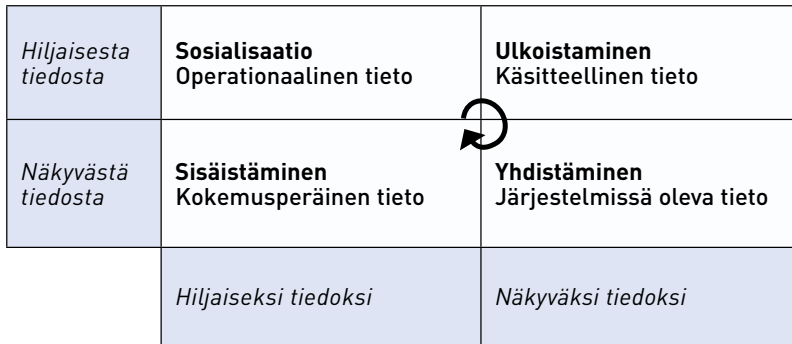 Hiljaisesta
tiedosta
Sosialisaatio
Operationaalinen tieto
Ulkoistaminen
Käsitteellinen tieto
Näkyvästä
tiedosta
Sisäistäminen
Kokemusperäinen tieto
Yhdistäminen
Järjestelmissä oleva tieto
Hiljaiseksi tiedoksi
Näkyväksi tiedoksi